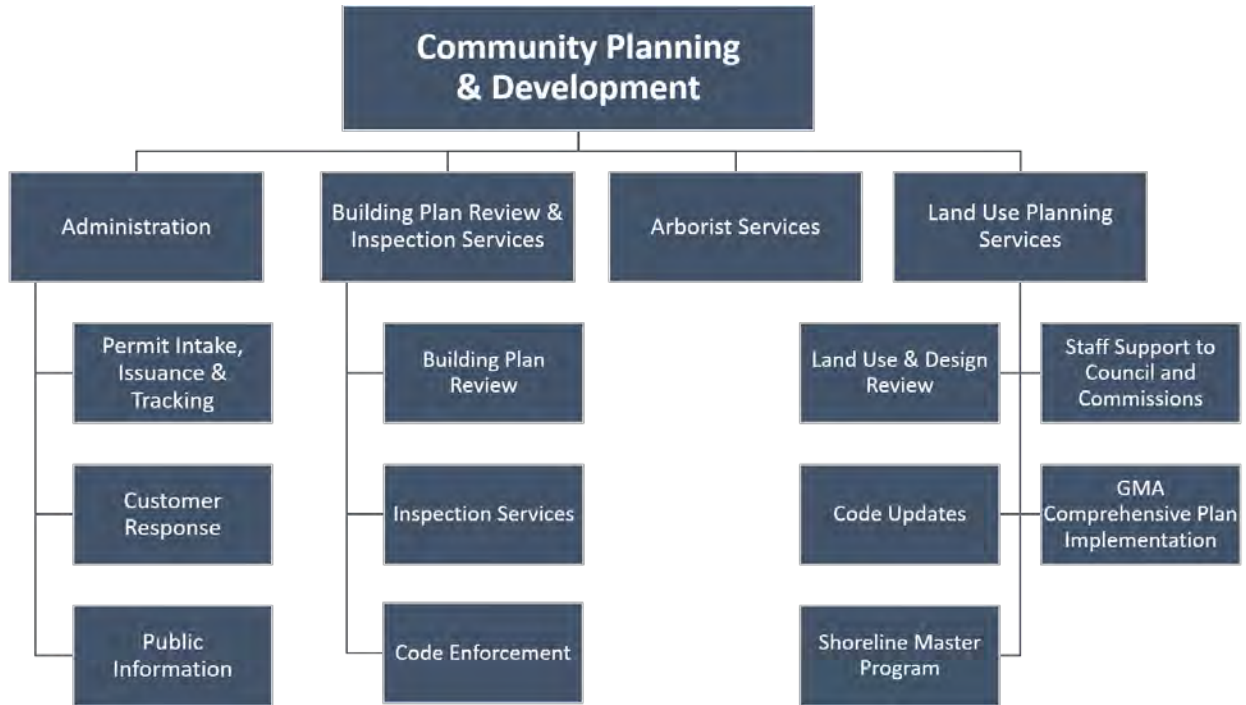 Community Planning
& Development
Administration
Building Plan Review &
Inspection Services
Arborist Services
Land Use Planning
Services
Permit Intake,
Issuance &
Tracking
Building Plan
Review
Land Use & Design
Review
Staff Support to
Council and
Commissions
Customer
Response
Inspection Services
Code Updates
GMA
Comprehensive Plan
Implementation
Public
Information
Code Enforcement
Shoreline Master
Program